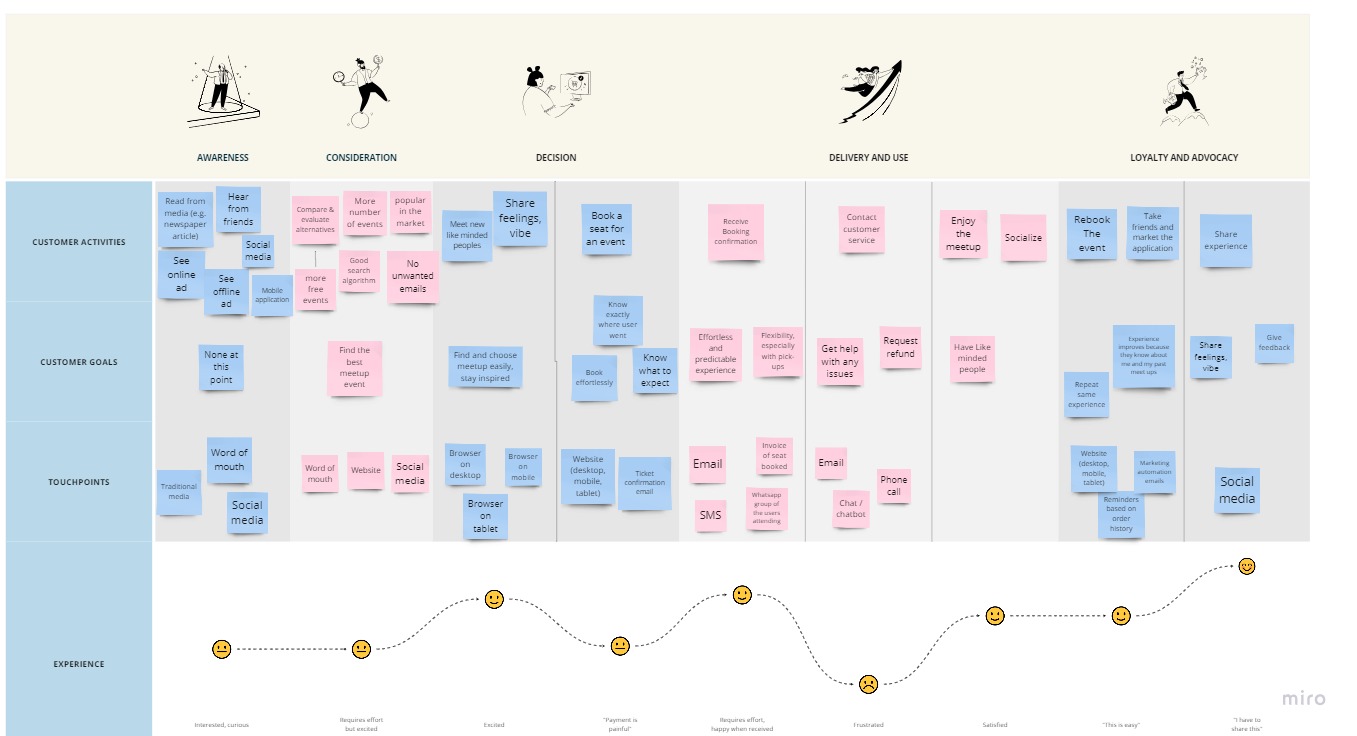 AWARENESS
CONSIDERATION
DECISION
DELIVERY AND USE
LOYALTY AND ADVOCACY
CUSTOMER ACTIVITIES
Read from
media (e.g.
newspaper
article)
Hear
from
friends
Social
media
See
online
ad
See
offline
ad
Mobile
application
Compare &
evaluate
alternatives
More
number
of events
popular
in the
market
more
free
events
Good
search
algorithm
No
unwanted
emails
Meet new
like minded
peoples
Share
feelings,
vibe
Book a
seat for
an event
Receive
Booking
confirmation
Contact
customer
service
Enjoy
the
meetup
Socialize
Rebook
The
event
Take
friends and
market the
application
Share
experience
CUSTOMER GOALS
None at
this
point
Find the
best
meetup
event
Find and choose
meetup easily,
stay inspired
Know
exactly
where user
went
Book
effortlessly
Know
what to
expect
Effortless
and
predictable
experience
Flexibility,
especially
with pick-
ups
Get help
with any
issues
Request
refund
Have Like
minded
people
Experience
improves because
they know about
me and my past
meet ups
Repeat
same
experience
Share
feelings,
vibe
Give
feedback
TOUCHPOINTS
Traditional
media
Word of
mouth
Social
media
Word of
mouth
Website
Social
media
Browser
on
desktop
Browser
on
mobile
Browser
on
tablet
Website
(desktop,
mobile,
tablet)
Ticket
confirmation
email
Email
Invoice
of seat
booked
SMS
Whatsapp
group of
the users
attending
Email
Chat /
chatbot
Phone
call
Website
(desktop,
mobile,
tablet)
Marketing
automation
emails
Reminders
based on
order
history
Social
media
EXPERIENCE
Interested, curious
Requires effort
but excited
Excited
"Payment is
painful"
Requires effort,
happy when received
Frustrated
Satisfied
"This is easy"
"I have to
share this"
miro